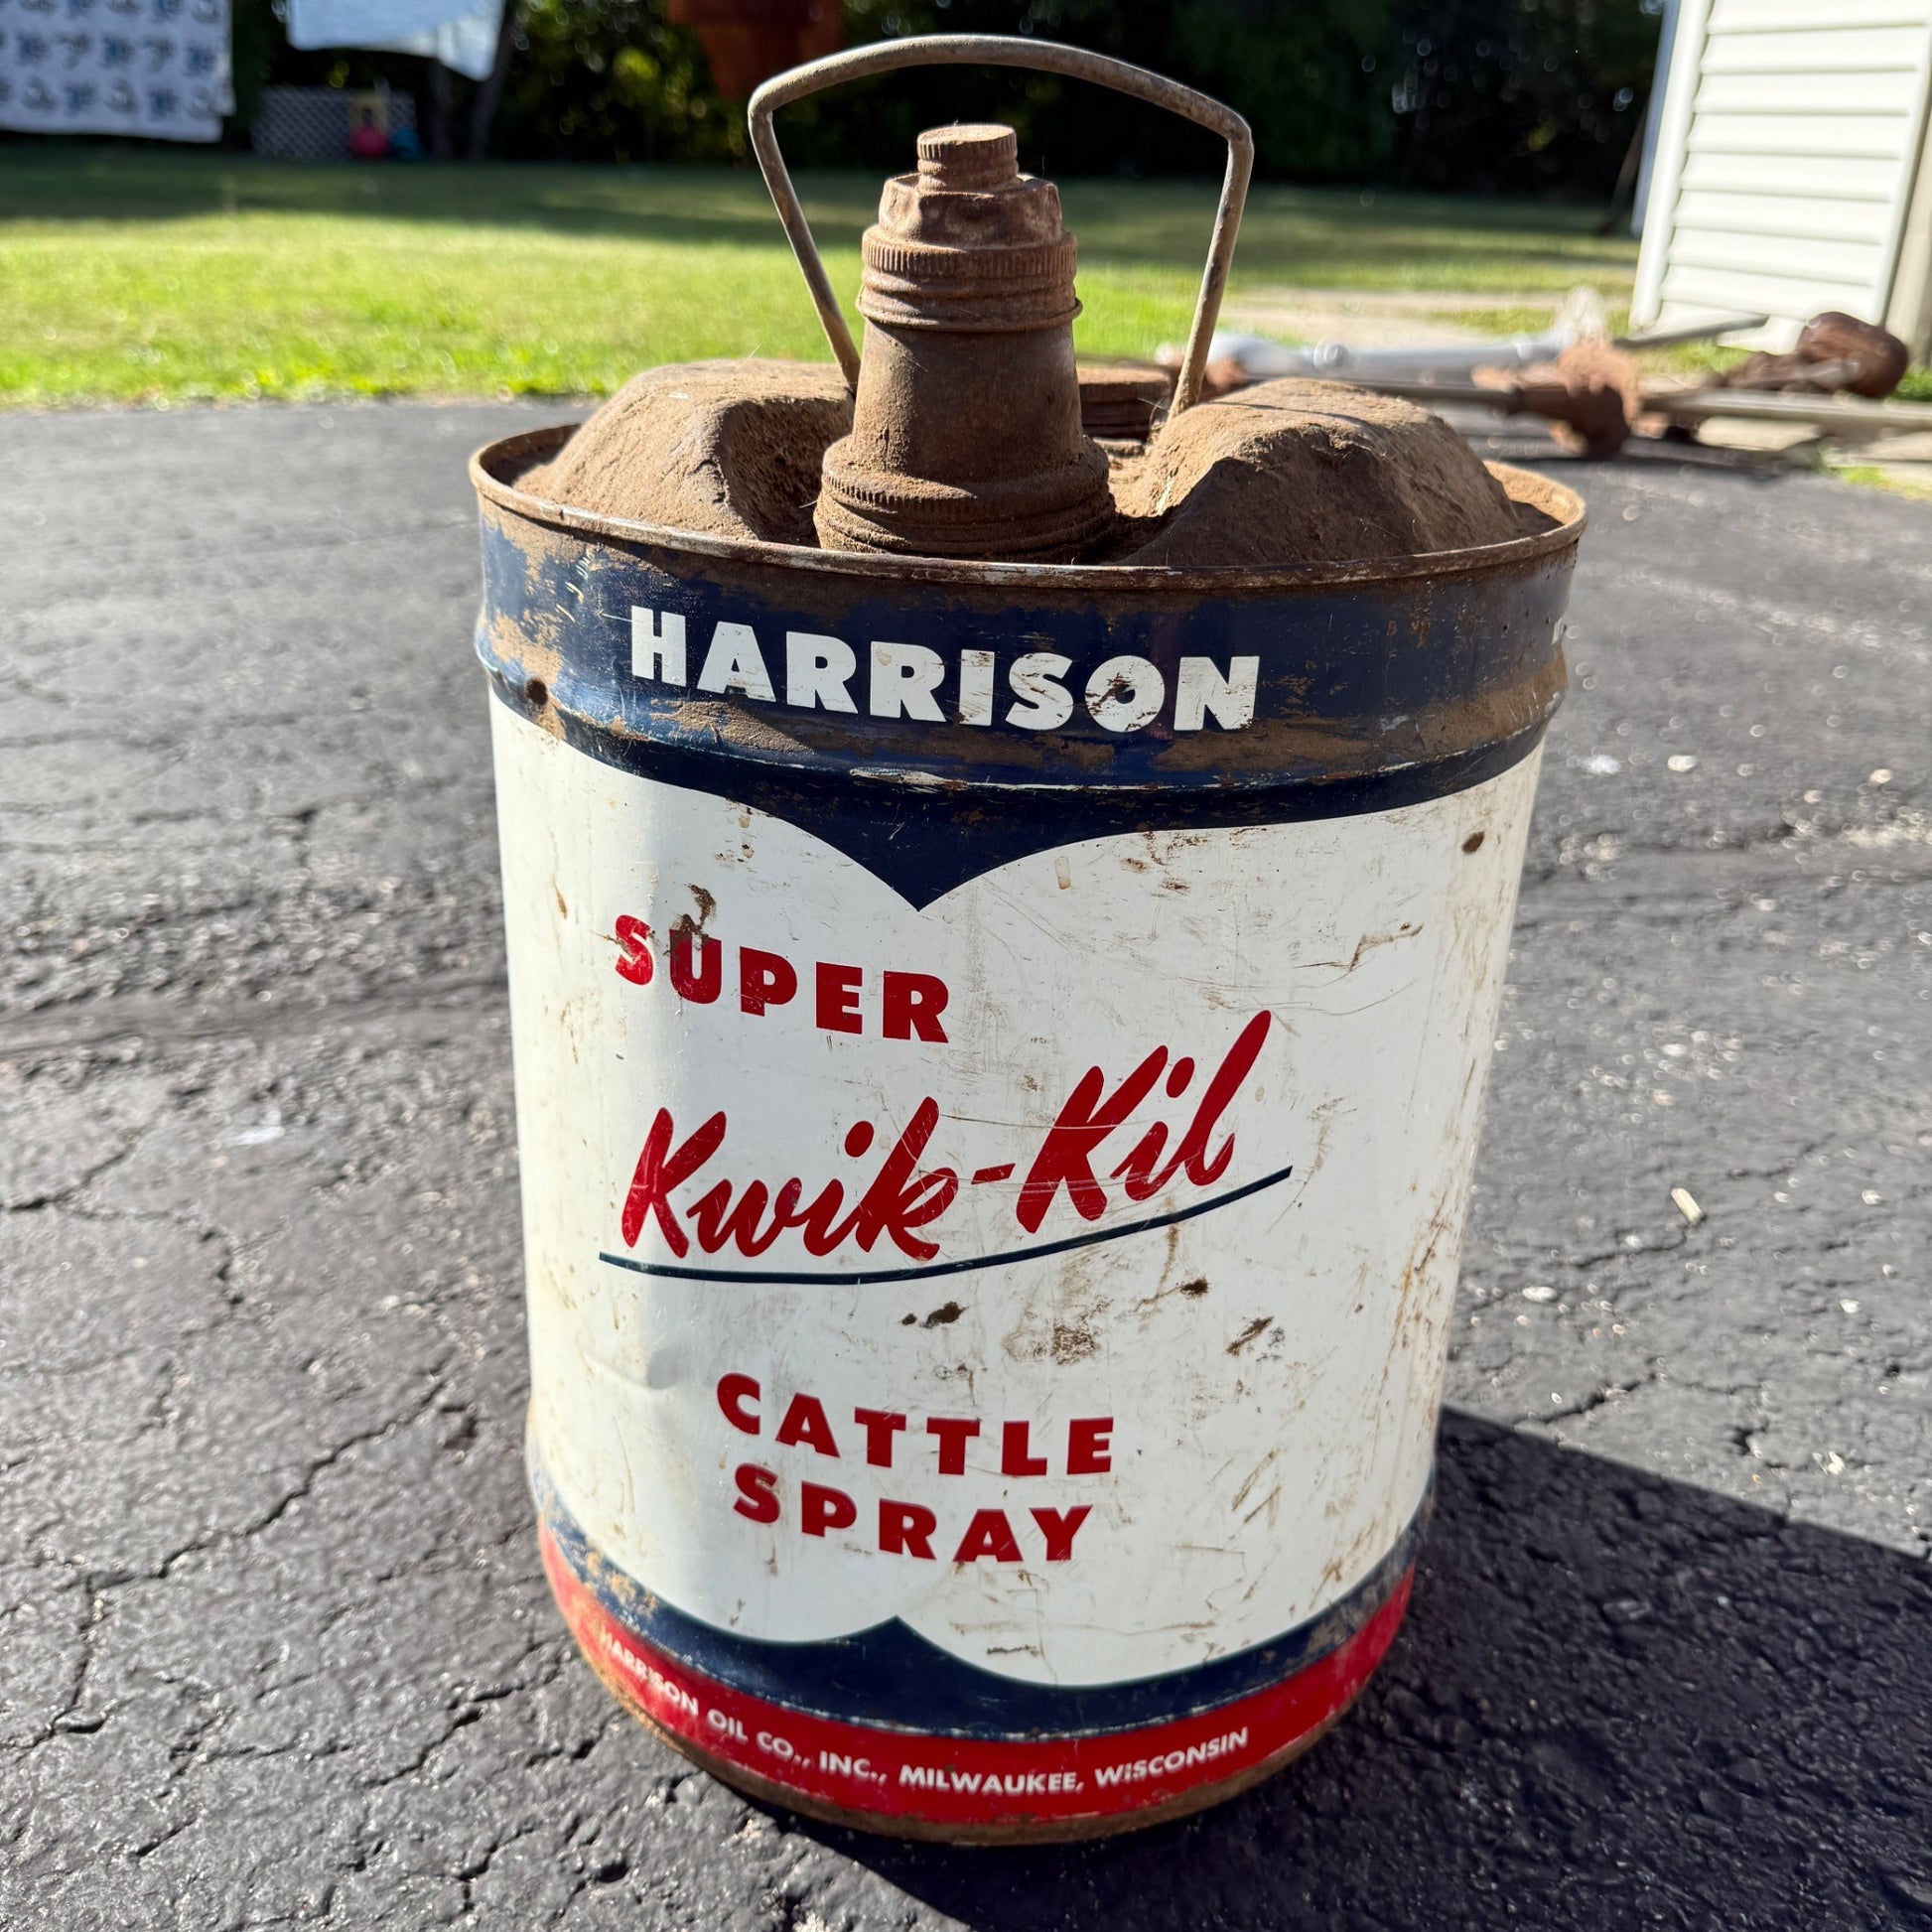 HARRISON
SUPER
Kwik-Kil
CATTLE
SPRAY
HARRISON OIL CO., INC., MILWAUKEE, WISCONSIN